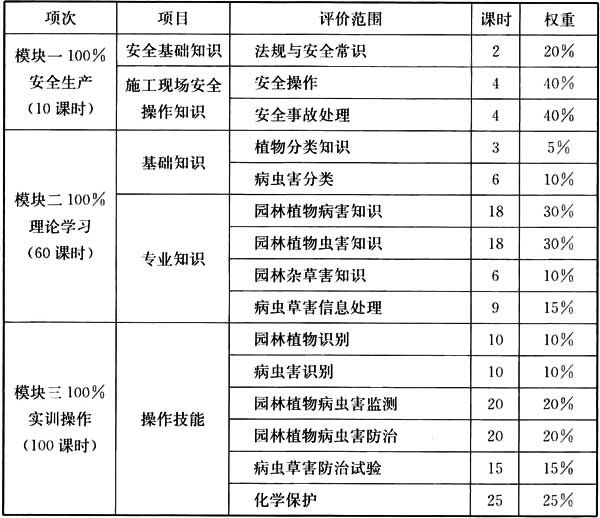 项次 项目 评价范围 课时 权重
模块一 100%
安全生产
(10 课时)
安全基础知识 法规与安全常识 2 20%
施工现场安全
操作知识
安全操作 4 40%
安全事故处理 4 40%
模块二 100%
理论学习
(60 课时)
基础知识
植物分类知识 3 5%
病虫害分类 6 10%
专业知识
园林植物病害知识 18 30%
园林植物虫害知识 18 30%
园林杂草害知识 6 10%
病虫草害信息处理 9 15%
模块三 100%
实训操作
(100 课时)
操作技能
园林植物识别 10 10%
病虫害识别 10 10%
园林植物病虫害监测 20 20%
园林植物病虫害防治 20 20%
病虫草害防治试验 15 15%
化学保护 25 25%